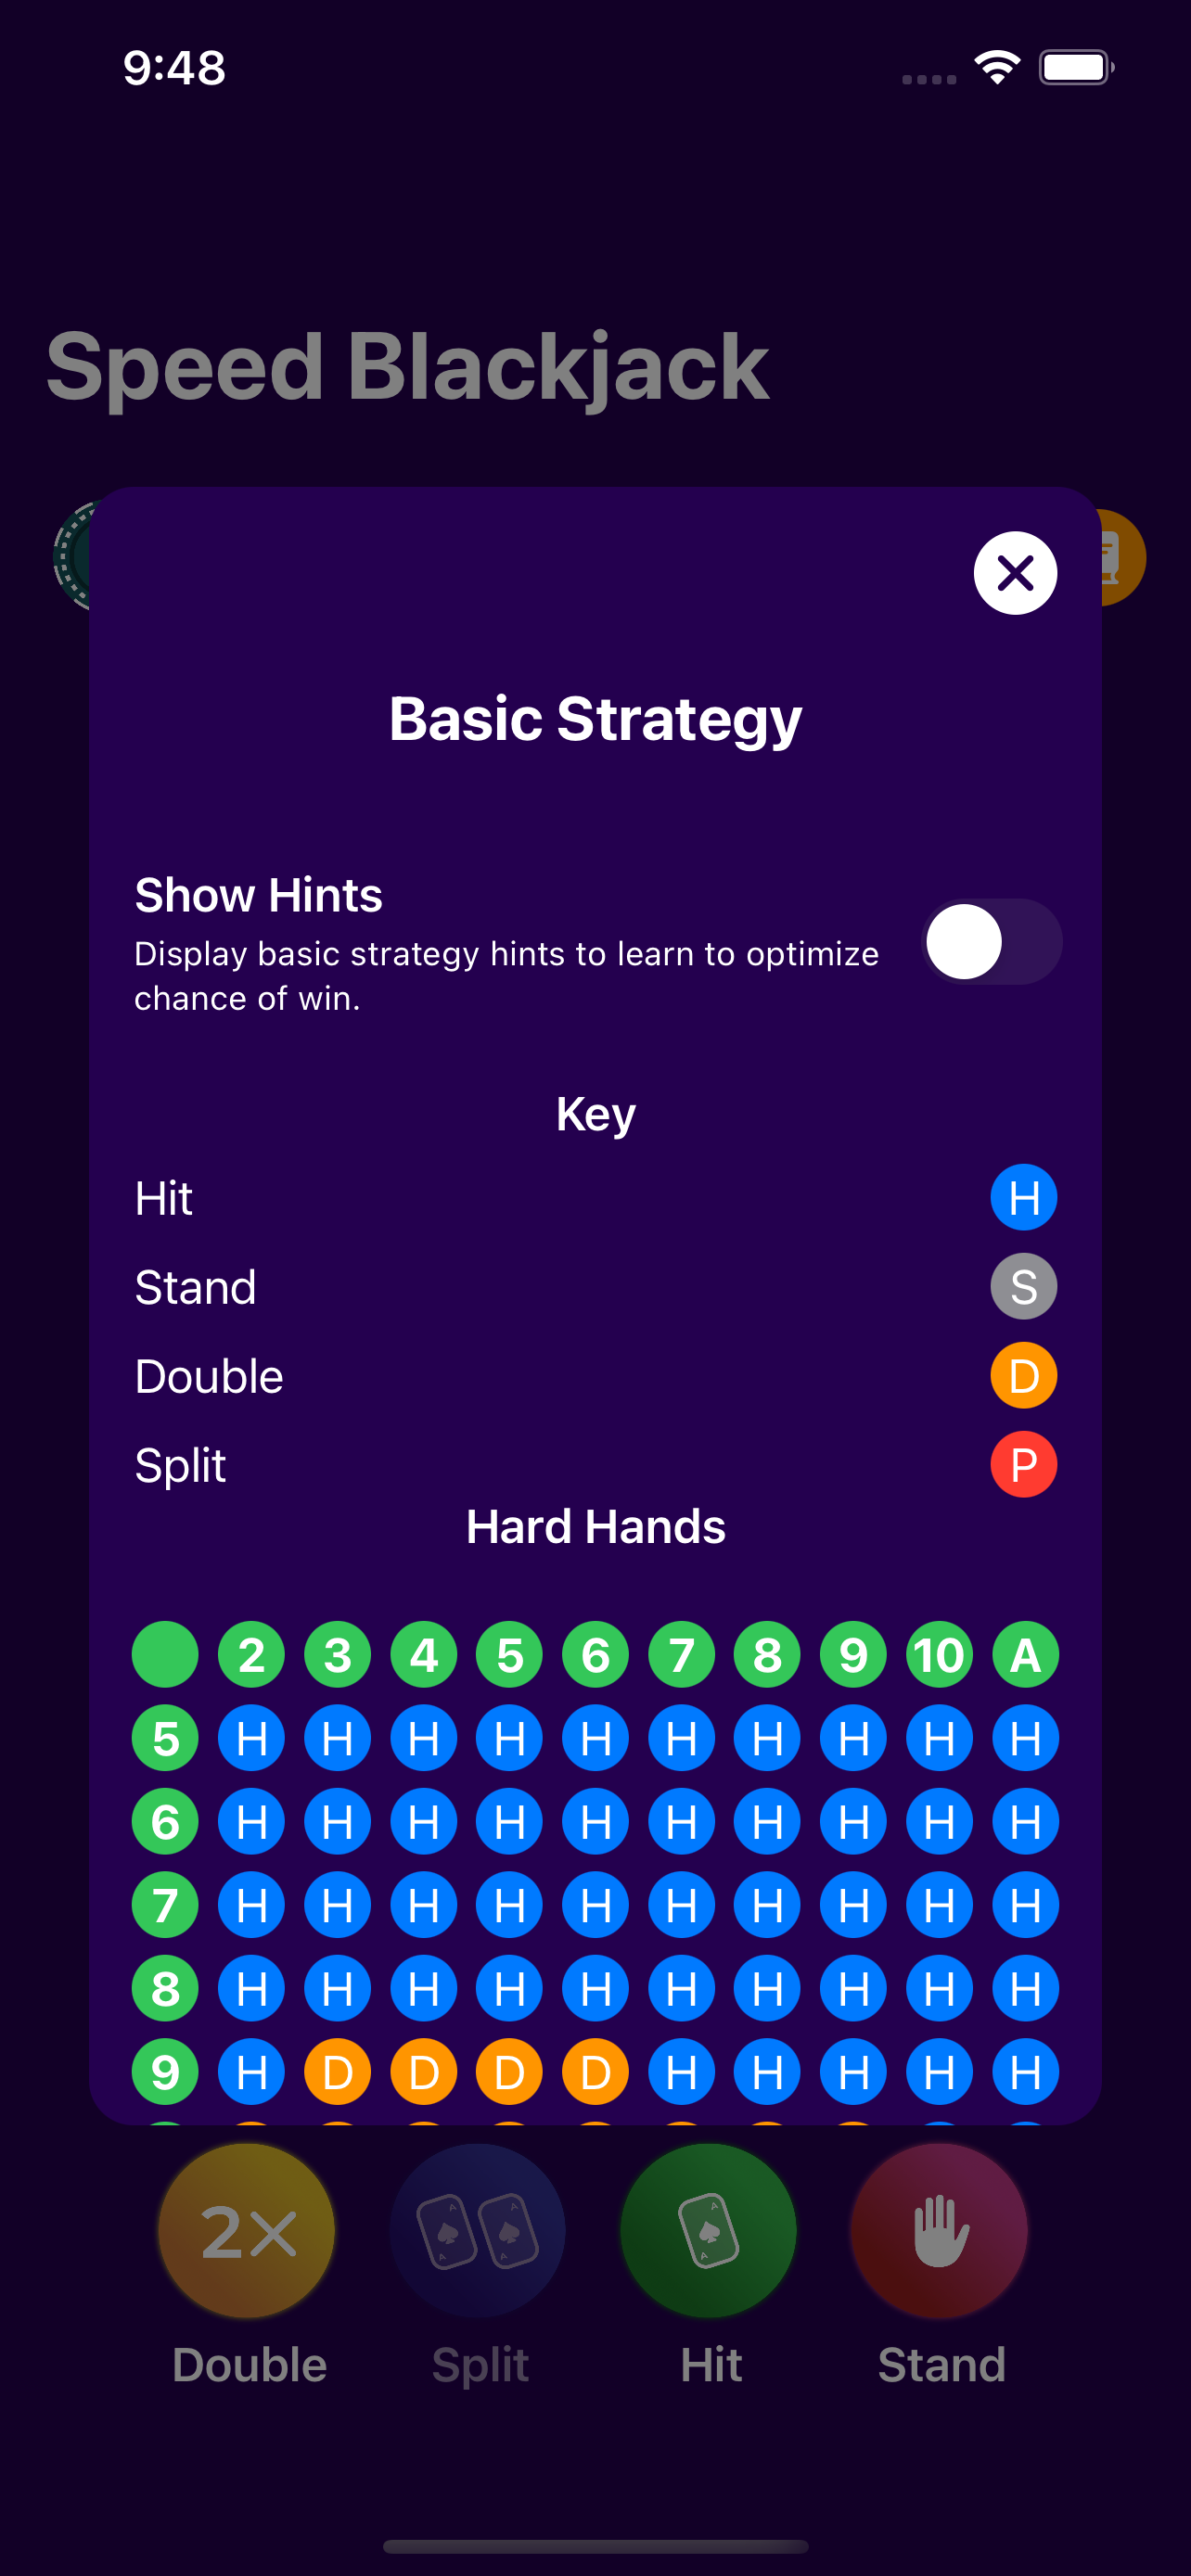 9:48
Speed Blackjack
Basic Strategy
Show Hints
Display basic strategy hints to learn to optimize
chance of win.
Key
Hit H
Stand S
Double D
Split P
Hard Hands
2 3 4 5 6 7 8 9 10 A
5 H H H H H H H H H H
6 H H H H H H H H H H
7 H H H H H H H H H H
8 H H H H H H H H H H
9 H D D D D H H H H H
2×
A A A A A A
Double Split Hit Stand